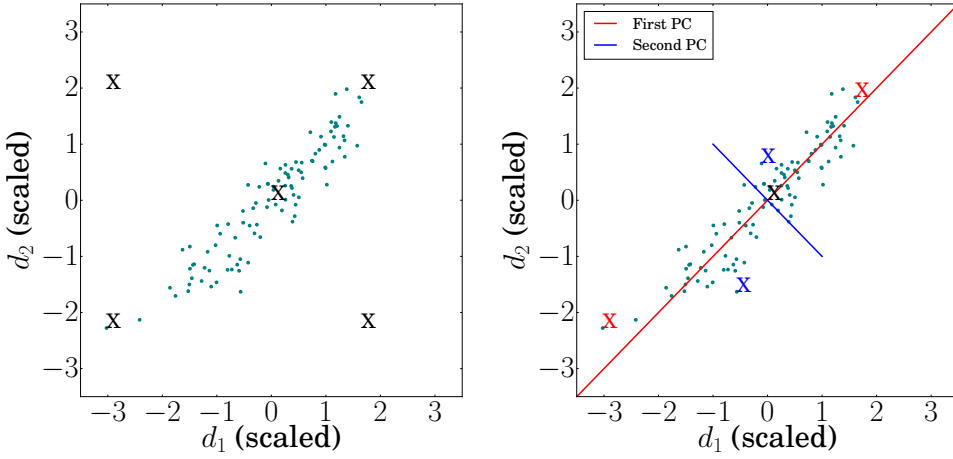 3
2
1
0
−1
−2
−3
−3 −2 −1 0 1 2 3
d₂ (scaled)
d₁ (scaled)
X X
X
X X
First PC
Second PC
3
2
1
0
−1
−2
−3
−3 −2 −1 0 1 2 3
d₂ (scaled)
d₁ (scaled)
X
X
X
X
X